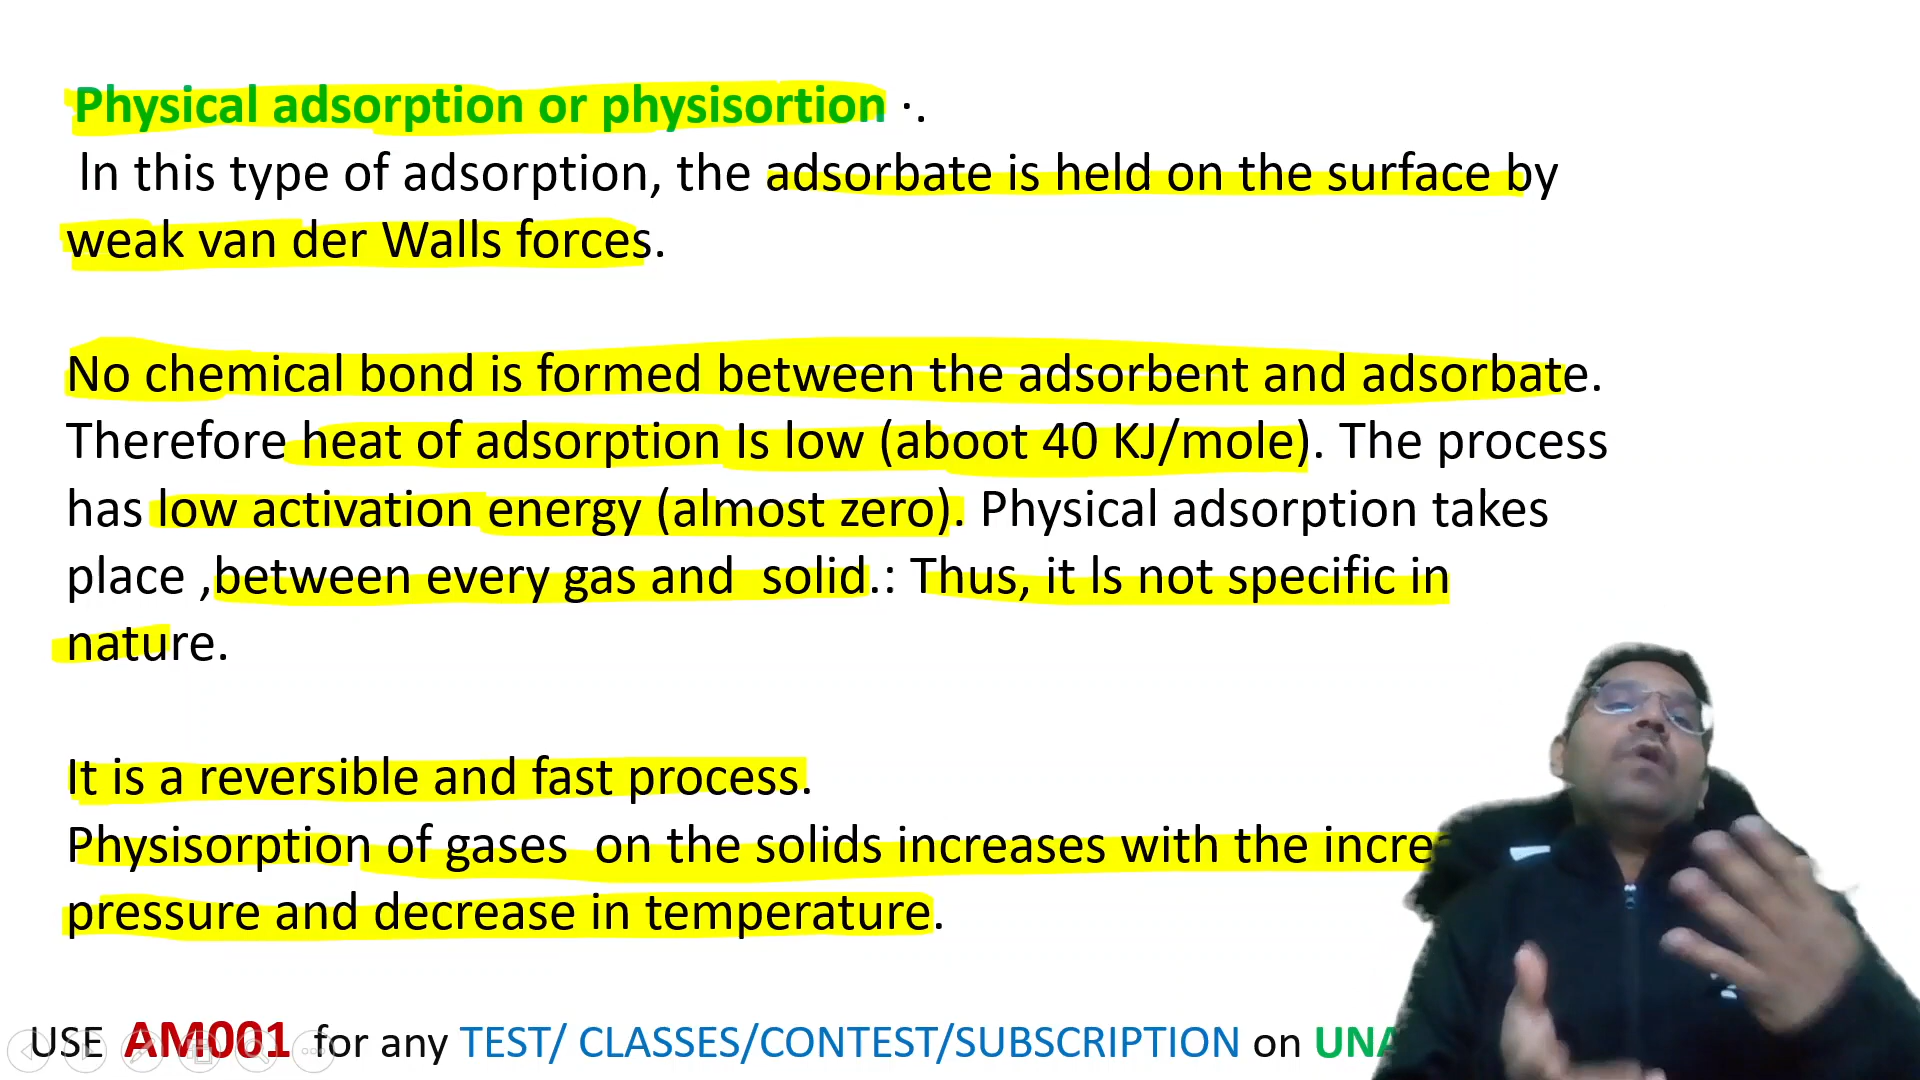 Physical adsorption or physisortion ·.
In this type of adsorption, the adsorbate is held on the surface by
weak van der Walls forces.
No chemical bond is formed between the adsorbent and adsorbate.
Therefore heat of adsorption Is low (aboot 40 KJ/mole). The process
has low activation energy (almost zero). Physical adsorption takes
place ,between every gas and solid.: Thus, it ls not specific in
nature.
It is a reversible and fast process.
Physisorption of gases on the solids increases with the incre
pressure and decrease in temperature.
USE AM001 for any TEST/ CLASSES/CONTEST/SUBSCRIPTION on UNA